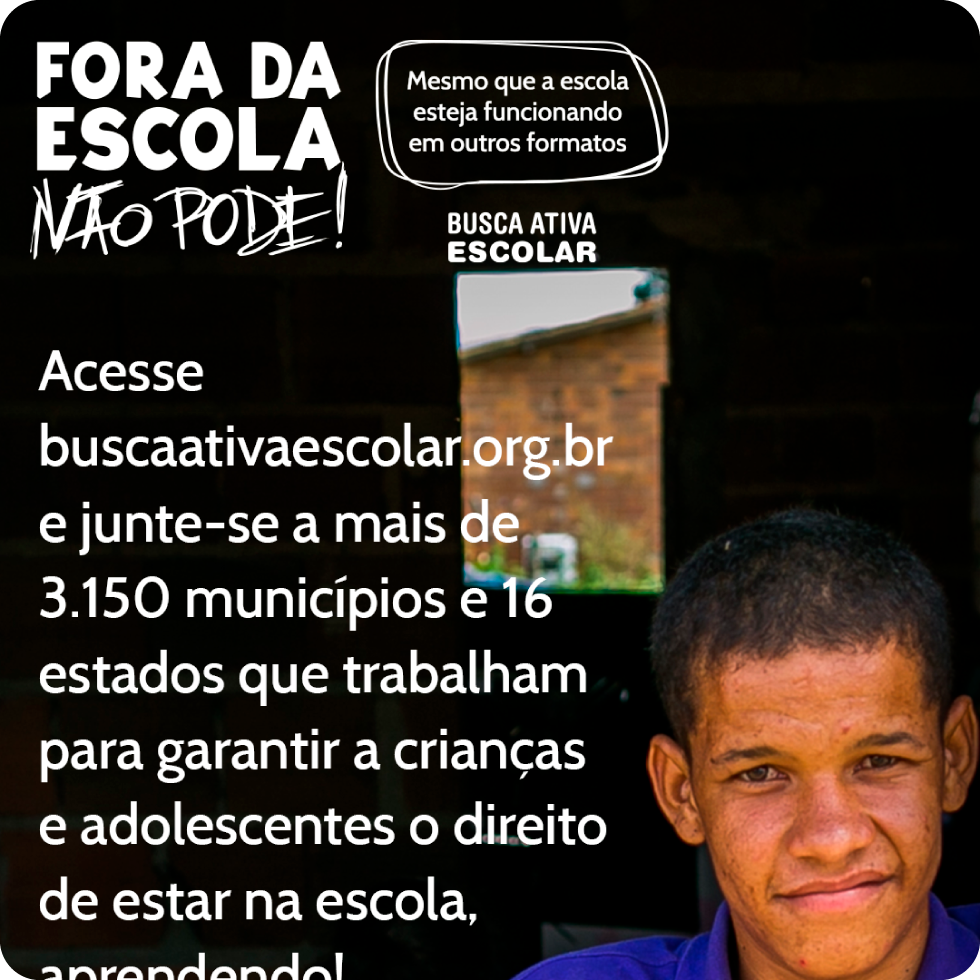 FORA DA
ESCOLA
NÃO PODE!
Mesmo que a escola
esteja funcionando
em outros formatos
BUSCA ATIVA
ESCOLAR
Acesse
buscaativaescolar.org.br
e junte-se a mais de
3.150 municípios e 16
estados que trabalham
para garantir a crianças
e adolescentes o direito
de estar na escola,
aprendendo!